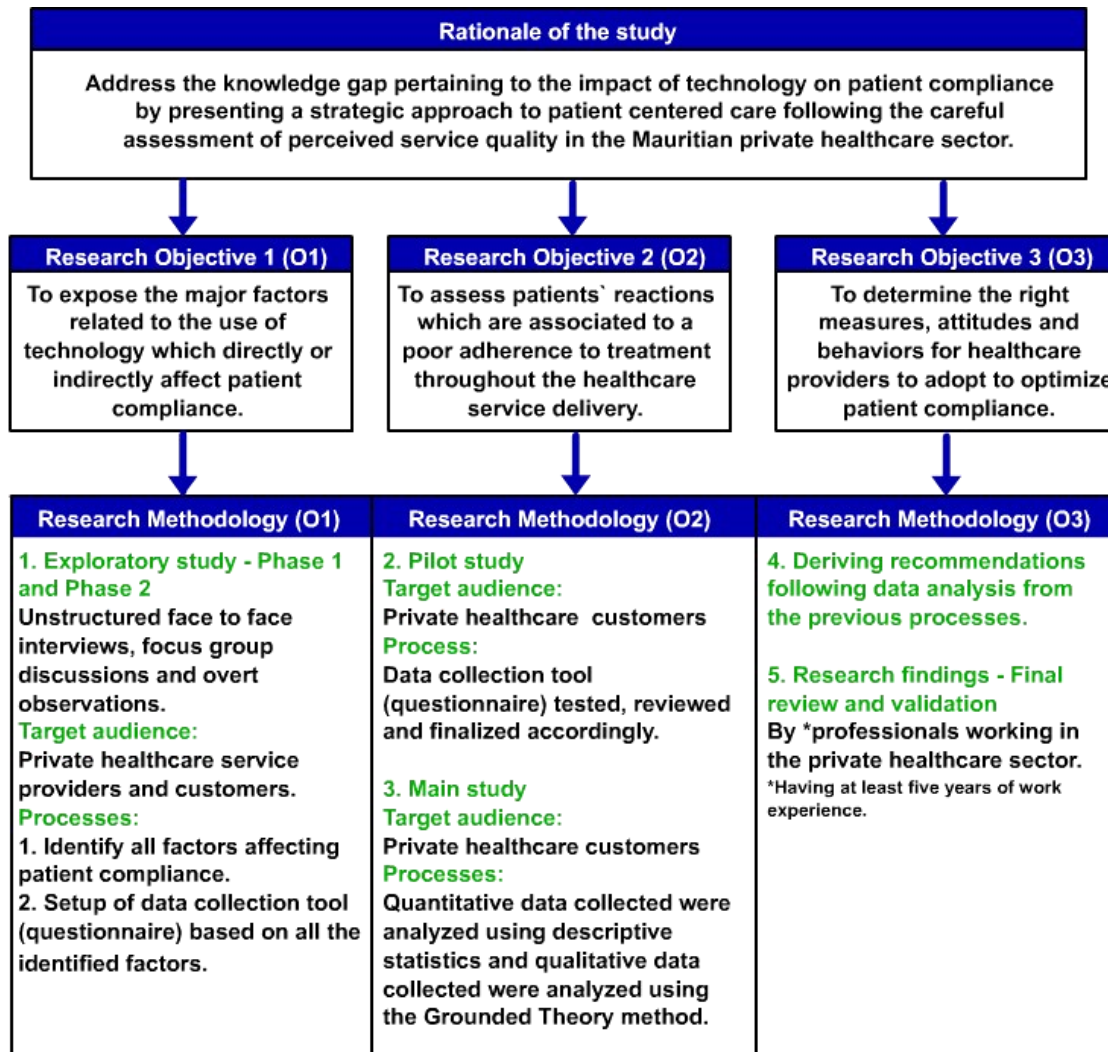 Rationale of the study
Address the knowledge gap pertaining to the impact of technology on patient compliance
by presenting a strategic approach to patient centered care following the careful
assessment of perceived service quality in the Mauritian private healthcare sector.
Research Objective 1 (O1)
To expose the major factors
related to the use of
technology which directly or
indirectly affect patient
compliance.
Research Objective 2 (O2)
To assess patients` reactions
which are associated to a
poor adherence to treatment
throughout the healthcare
service delivery.
Research Objective 3 (O3)
To determine the right
measures, attitudes and
behaviors for healthcare
providers to adopt to optimize
patient compliance.
Research Methodology (O1)
1. Exploratory study - Phase 1
and Phase 2
Unstructured face to face
interviews, focus group
discussions and overt
observations.
Target audience:
Private healthcare service
providers and customers.
Processes:
1. Identify all factors affecting
patient compliance.
2. Setup of data collection tool
(questionnaire) based on all the
identified factors.
Research Methodology (O2)
2. Pilot study
Target audience:
Private healthcare customers
Process:
Data collection tool
(questionnaire) tested, reviewed
and finalized accordingly.
3. Main study
Target audience:
Private healthcare customers
Processes:
Quantitative data collected were
analyzed using descriptive
statistics and qualitative data
collected were analyzed using
the Grounded Theory method.
Research Methodology (O3)
4. Deriving recommendations
following data analysis from
the previous processes.
5. Research findings - Final
review and validation
By *professionals working in
the private healthcare sector.
*Having at least five years of work
experience.